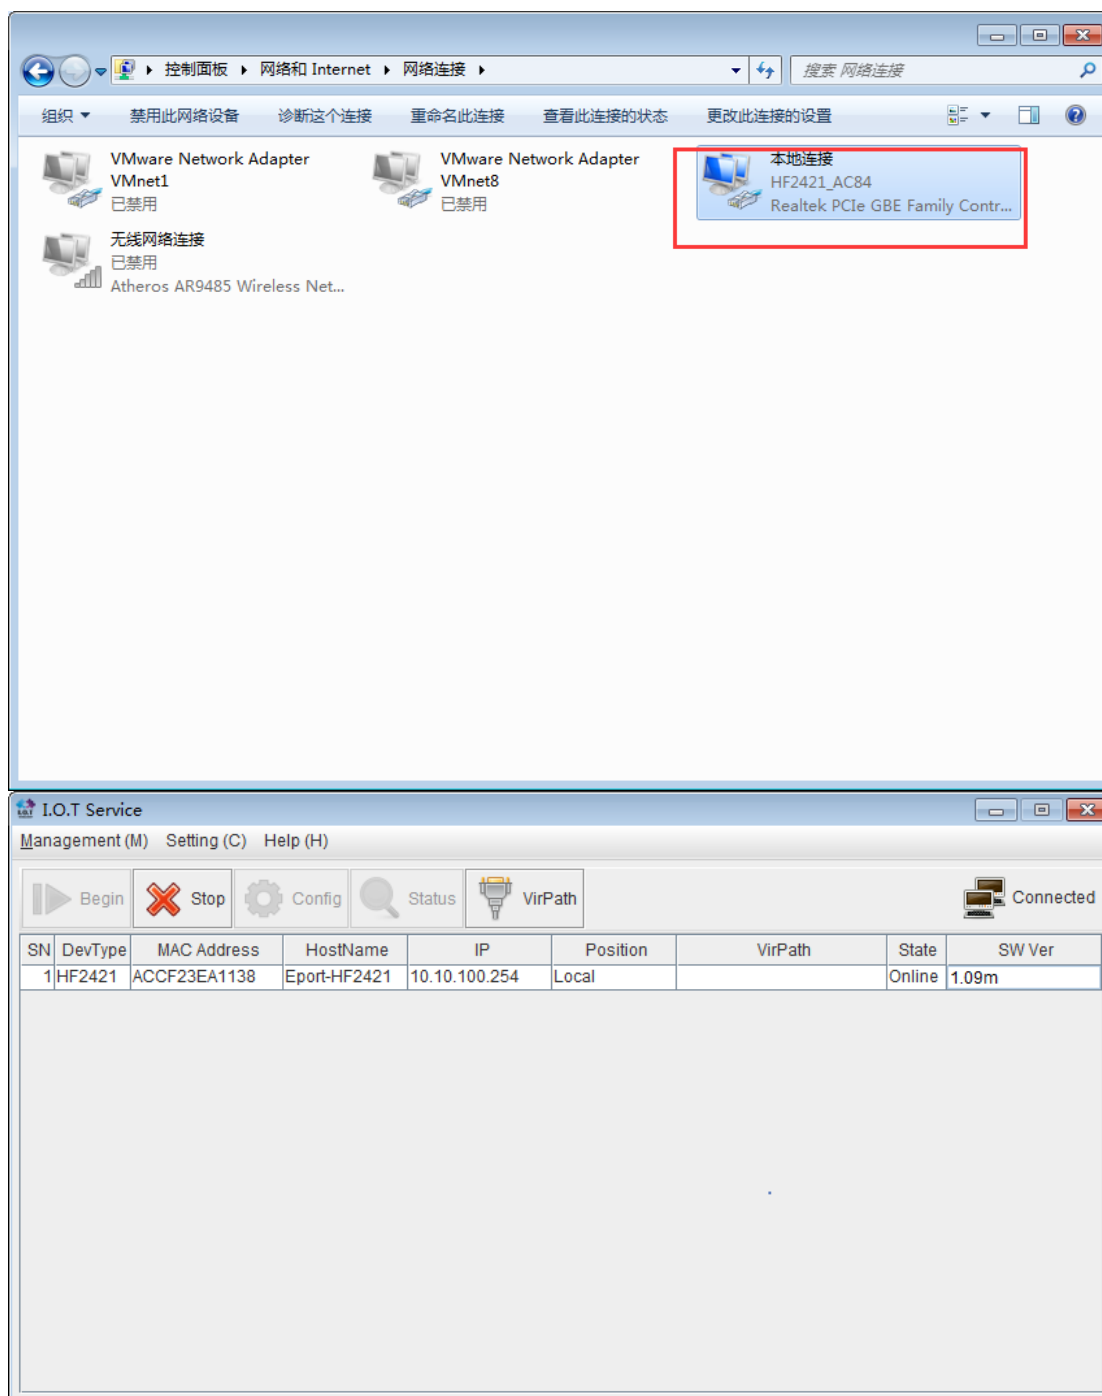 控制面板 网络和 Internet 网络连接 搜索 网络连接
组织 禁用此网络设备 诊断这个连接 重命名此连接 查看此连接的状态 更改此连接的设置
VMware Network Adapter
VMnet1
已禁用
VMware Network Adapter
VMnet8
已禁用
本地连接
HF2421_AC84
Realtek PCIe GBE Family Contr...
无线网络连接
已禁用
Atheros AR9485 Wireless Net...
I.O.T Service
Management (M) Setting (C) Help (H)
Begin Stop Config Status VirPath Connected
SN DevType MAC Address HostName IP Position VirPath State SW Ver
1 HF2421 ACCF23EA1138 Eport-HF2421 10.10.100.254 Local Online 1.09m